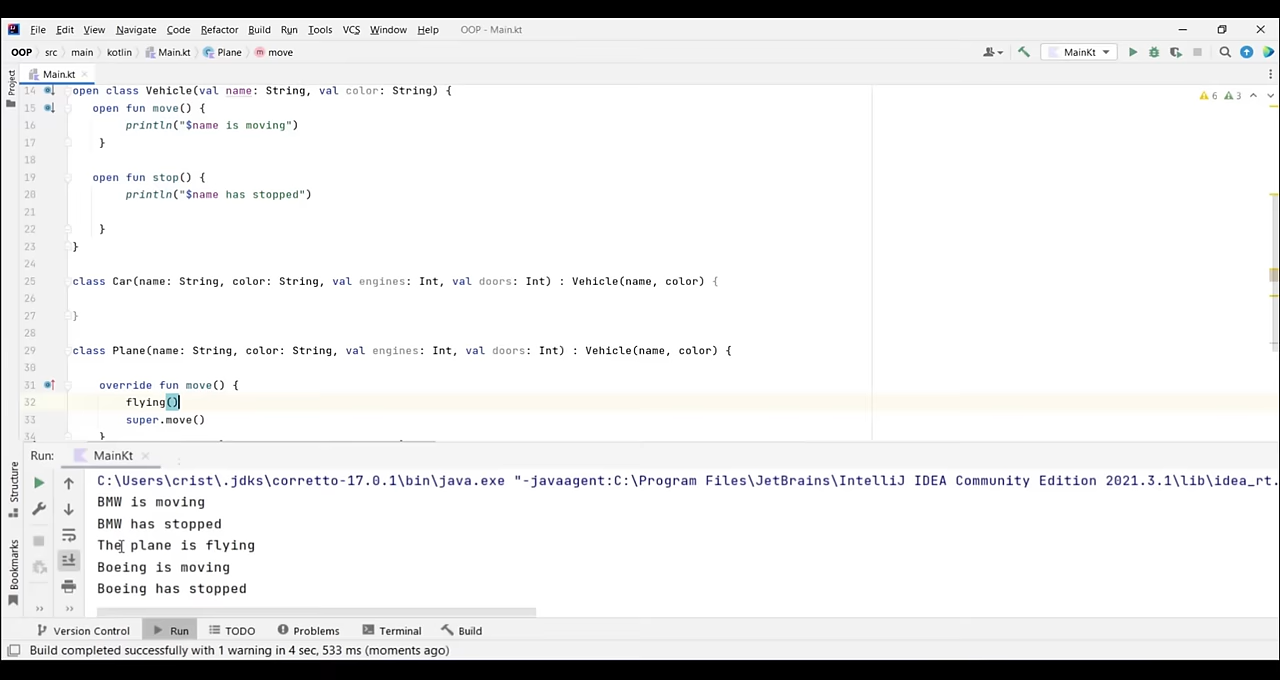 File Edit View Navigate Code Refactor Build Run Tools VCS Window Help OOP - Main.kt
OOP src main kotlin Main.kt Plane move MainKt
Project
Main.kt
6 3
14 open class Vehicle(val name: String, val color: String) {
15 open fun move() {
16 println("$name is moving")
17 }
18
19 open fun stop() {
20 println("$name has stopped")
21
22 }
23 }
24
25 class Car(name: String, color: String, val engines: Int, val doors: Int) : Vehicle(name, color) {
26
27 }
28
29 class Plane(name: String, color: String, val engines: Int, val doors: Int) : Vehicle(name, color) {
30
31 override fun move() {
32 flying()
33 super.move()
34 }
Run: MainKt
Structure
Bookmarks
C:\Users\crist\.jdks\corretto-17.0.1\bin\java.exe "-javaagent:C:\Program Files\JetBrains\IntelliJ IDEA Community Edition 2021.3.1\lib\idea_rt.
BMW is moving
BMW has stopped
The plane is flying
Boeing is moving
Boeing has stopped
Version Control Run TODO Problems Terminal Build
Build completed successfully with 1 warning in 4 sec, 533 ms (moments ago)